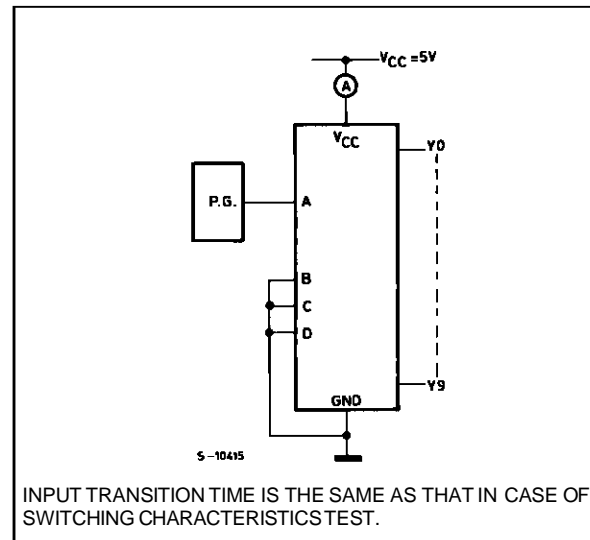 VCC =5V
A
VCC
Y0
P.G.
A
B
C
D
Y9
GND
S-10415
INPUT TRANSITION TIME IS THE SAME AS THAT IN CASE OF
SWITCHING CHARACTERISTICS TEST.